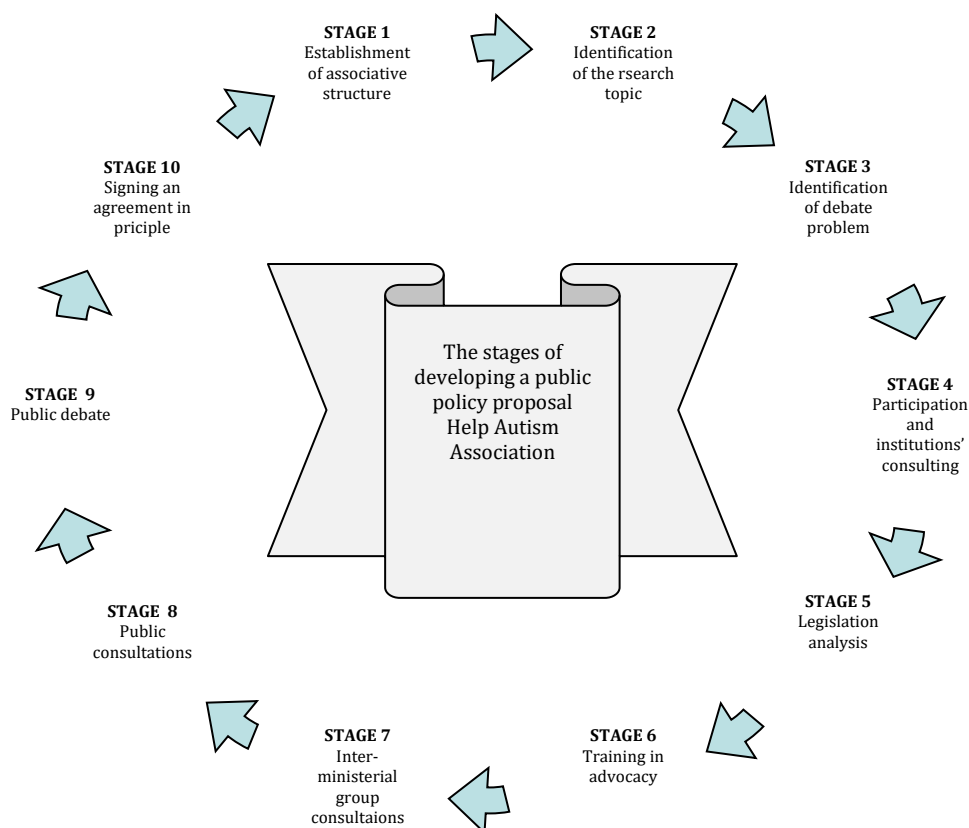 STAGE 1
Establishment
of associative
structure
STAGE 2
Identification
of the rsearch
topic
STAGE 3
Identification
of debate
problem
STAGE 4
Participation
and
institutions'
consulting
STAGE 5
Legislation
analysis
STAGE 6
Training in
advocacy
STAGE 7
Inter-
ministerial
group
consultaions
STAGE 8
Public
consultations
STAGE 9
Public debate
STAGE 10
Signing an
agreement in
priciple
The stages of
developing a public
policy proposal
Help Autism
Association